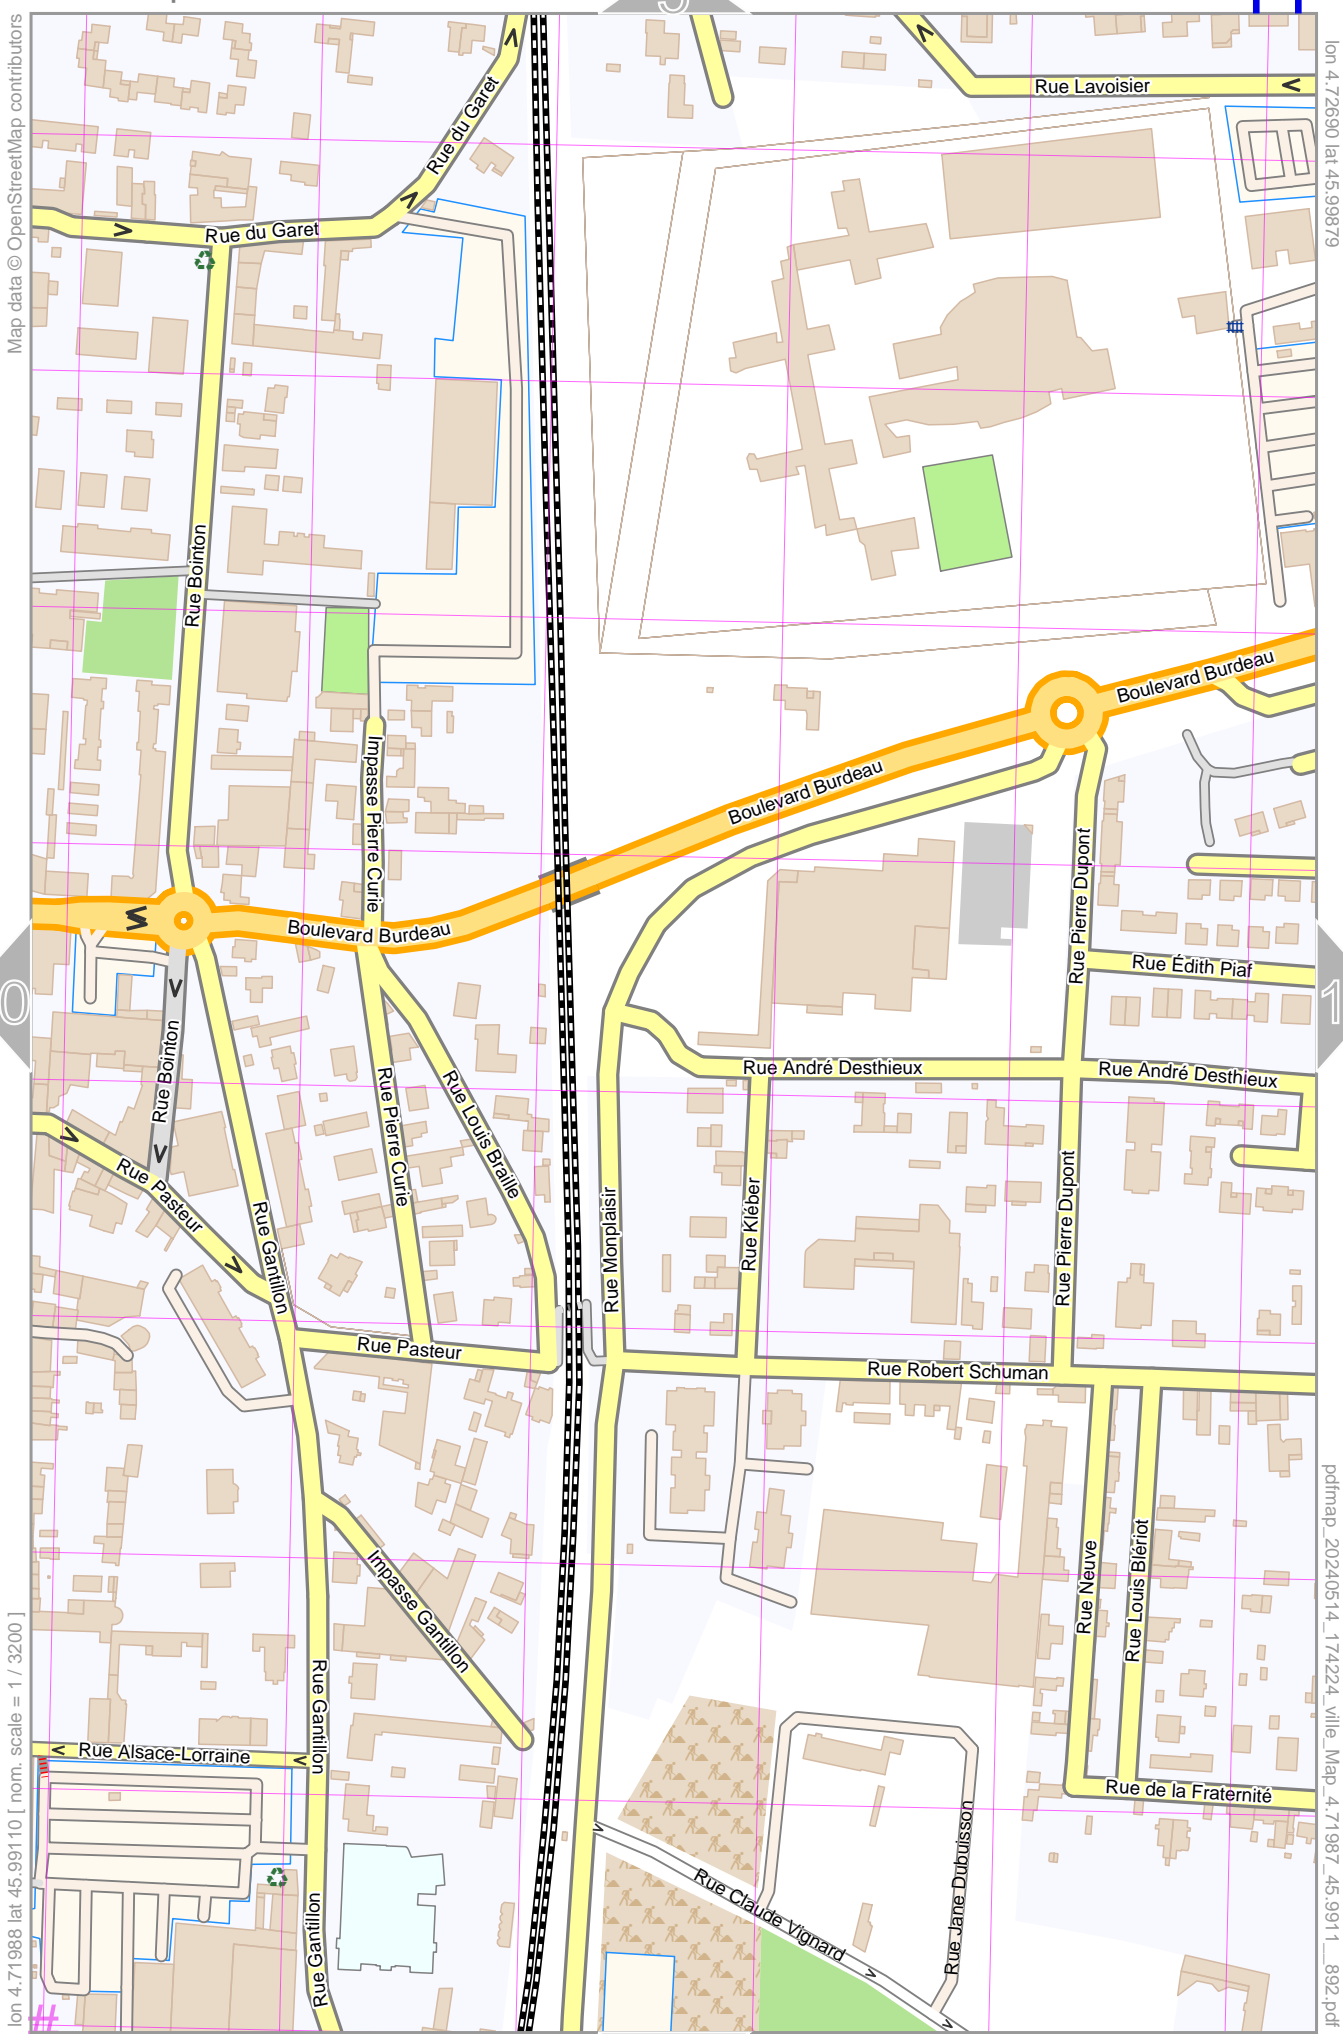 5
Map data © OpenStreetMap contributors
lon 4.72690 lat 45.99879
Rue Lavoisier
Rue du Garet
Rue du Garet
Rue Bointon
Boulevard Burdeau
Impasse Pierre Curie
Boulevard Burdeau
Rue Pierre Dupont
Boulevard Burdeau
Rue Édith Piaf
0
1
Rue Bointon
Rue André Desthieux
Rue André Desthieux
Rue Pierre Curie
Rue Louis Braille
Rue Pasteur
Rue Gantillon
Rue Monplaisir
Rue Kléber
Rue Pierre Dupont
Rue Pasteur
Rue Robert Schuman
Impasse Gantillon
Rue Neuve
Rue Louis Blériot
Rue Gantillon
Rue Alsace-Lorraine
Rue de la Fraternité
Rue Claude Vignard
Rue Jane Dubuisson
Rue Gantillon
lon 4.71988 lat 45.99110 [ nom. scale = 1 / 3200 ]
pdfmap_20240514_174224_ville_Map_4.71987_45.9911__892.pdf